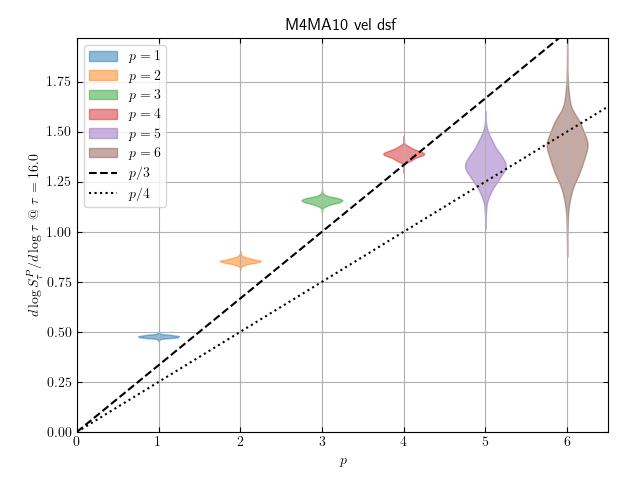 M4MA10 vel dsf
d log S_τ^P / d log τ @ τ = 16.0
1.75
1.50
1.25
1.00
0.75
0.50
0.25
0.00
p = 1
p = 2
p = 3
p = 4
p = 5
p = 6
p/3
p/4
0 1 2 3 4 5 6
p